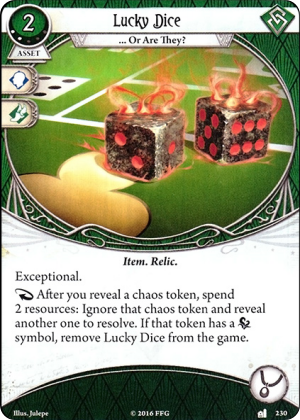 2
Lucky Dice
... Or Are They?
ASSET
Item. Relic.
Exceptional.
After you reveal a chaos token, spend
2 resources: Ignore that chaos token and reveal
another one to resolve. If that token has a
symbol, remove Lucky Dice from the game.
Illus. Julepe
© 2016 FFG
230